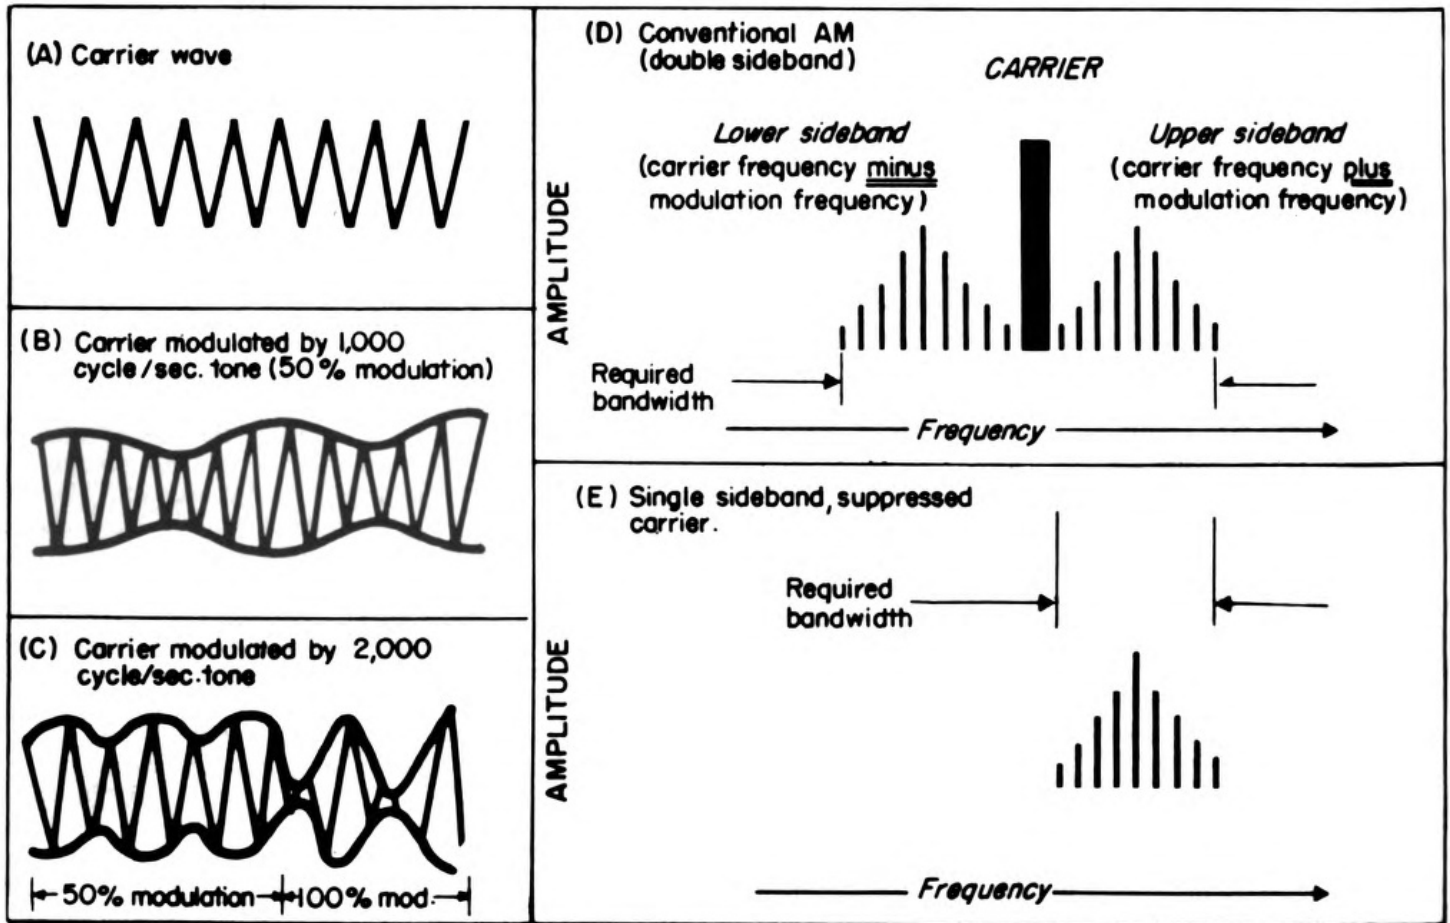 (A) Carrier wave
(B) Carrier modulated by 1,000
cycle/sec. tone (50% modulation)
(C) Carrier modulated by 2,000
cycle/sec. tone
50% modulation
100% mod.
(D) Conventional AM
(double sideband)
CARRIER
Lower sideband
(carrier frequency minus
modulation frequency)
Upper sideband
(carrier frequency plus
modulation frequency)
AMPLITUDE
Required
bandwidth
Frequency
(E) Single sideband, suppressed
carrier.
Required
bandwidth
AMPLITUDE
Frequency